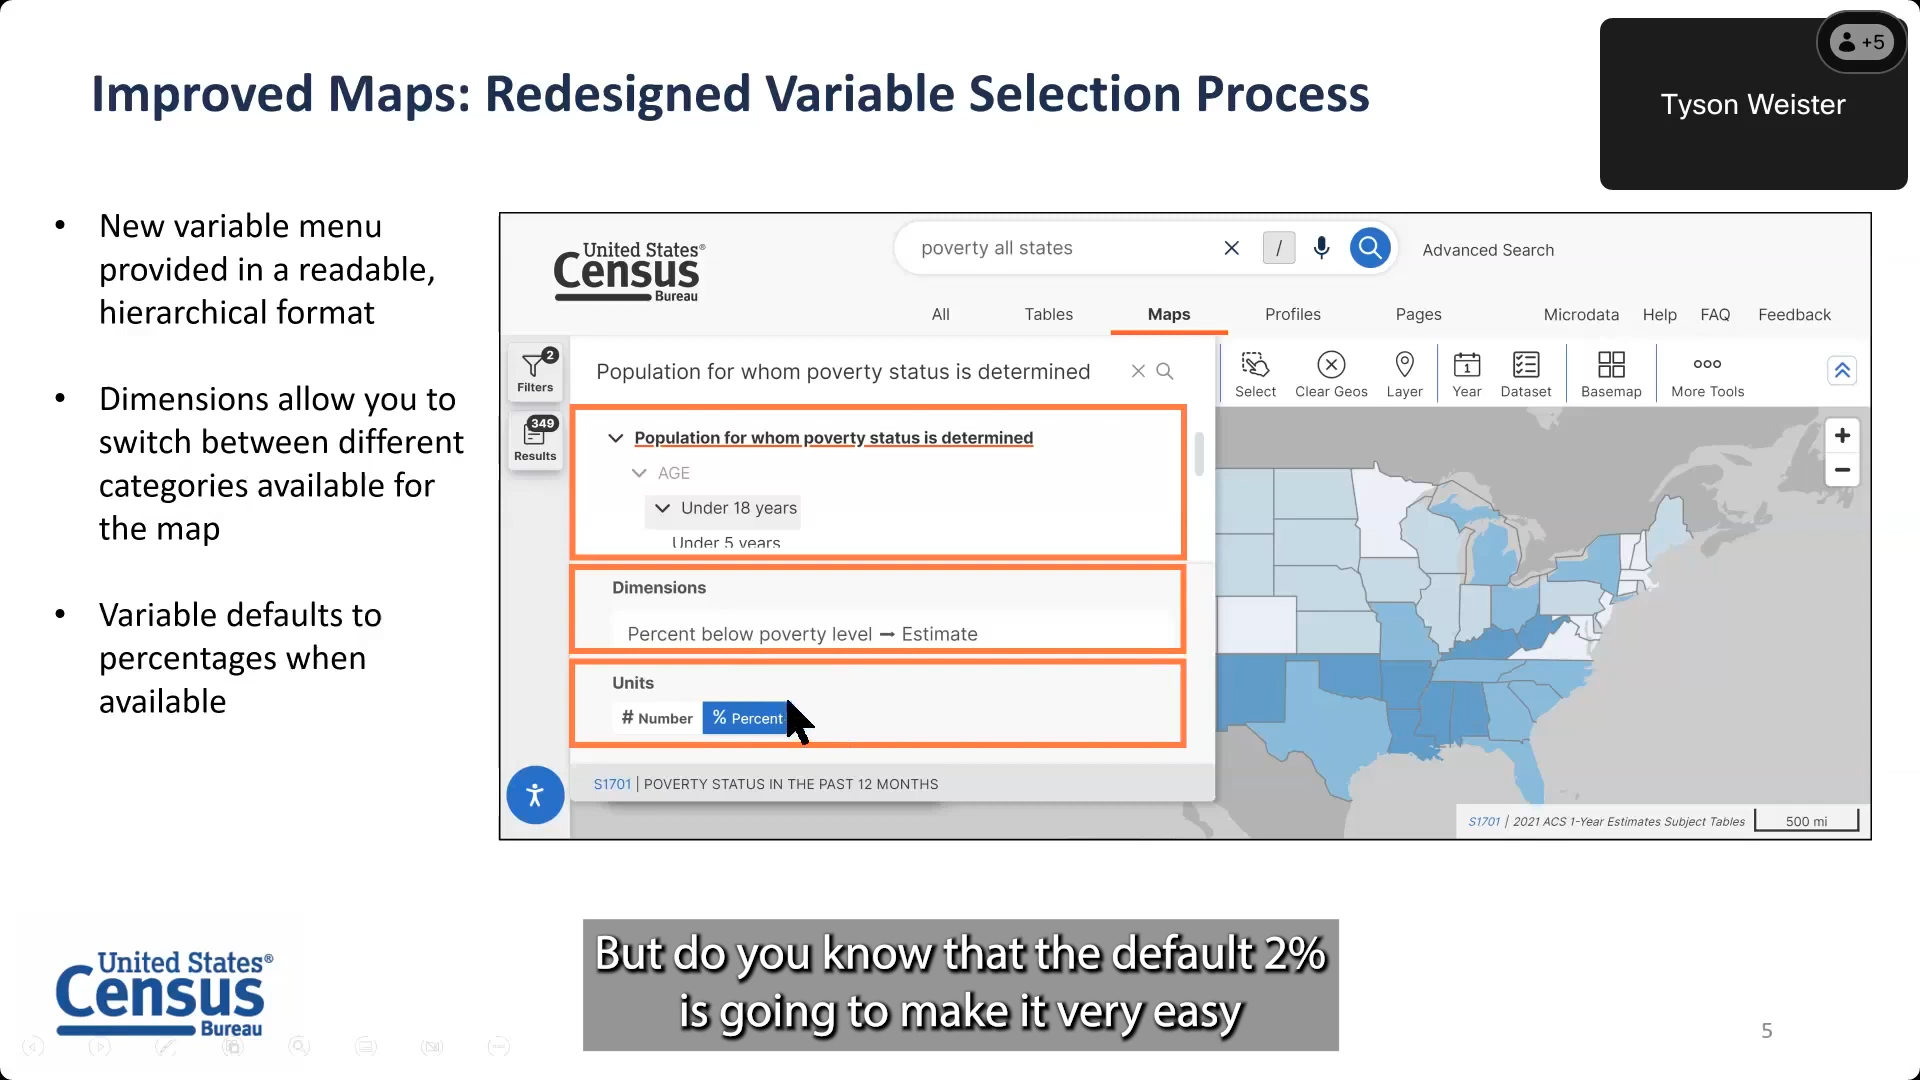 +5
Tyson Weister
Improved Maps: Redesigned Variable Selection Process
• New variable menu
provided in a readable,
hierarchical format
• Dimensions allow you to
switch between different
categories available for
the map
• Variable defaults to
percentages when
available
United States®
Census
Bureau
poverty all states
/
Advanced Search
All Tables Maps Profiles Pages Microdata Help FAQ Feedback
2
Filters
349
Results
Population for whom poverty status is determined
Select Clear Geos Layer 1 Year Dataset Basemap More Tools
Population for whom poverty status is determined
AGE
Under 18 years
Under 5 years
Dimensions
Percent below poverty level → Estimate
Units
# Number % Percent
S1701 | POVERTY STATUS IN THE PAST 12 MONTHS
+
−
S1701 | 2021 ACS 1-Year Estimates Subject Tables 500 mi
But do you know that the default 2%
is going to make it very easy
United States®
Census
Bureau
5